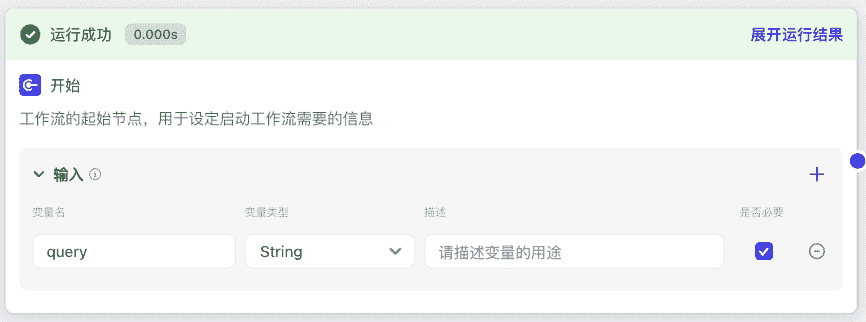 运行成功 0.000s 展开运行结果
开始
工作流的起始节点，用于设定启动工作流需要的信息
输入
变量名 变量类型 描述 是否必要
query String 请描述变量的用途